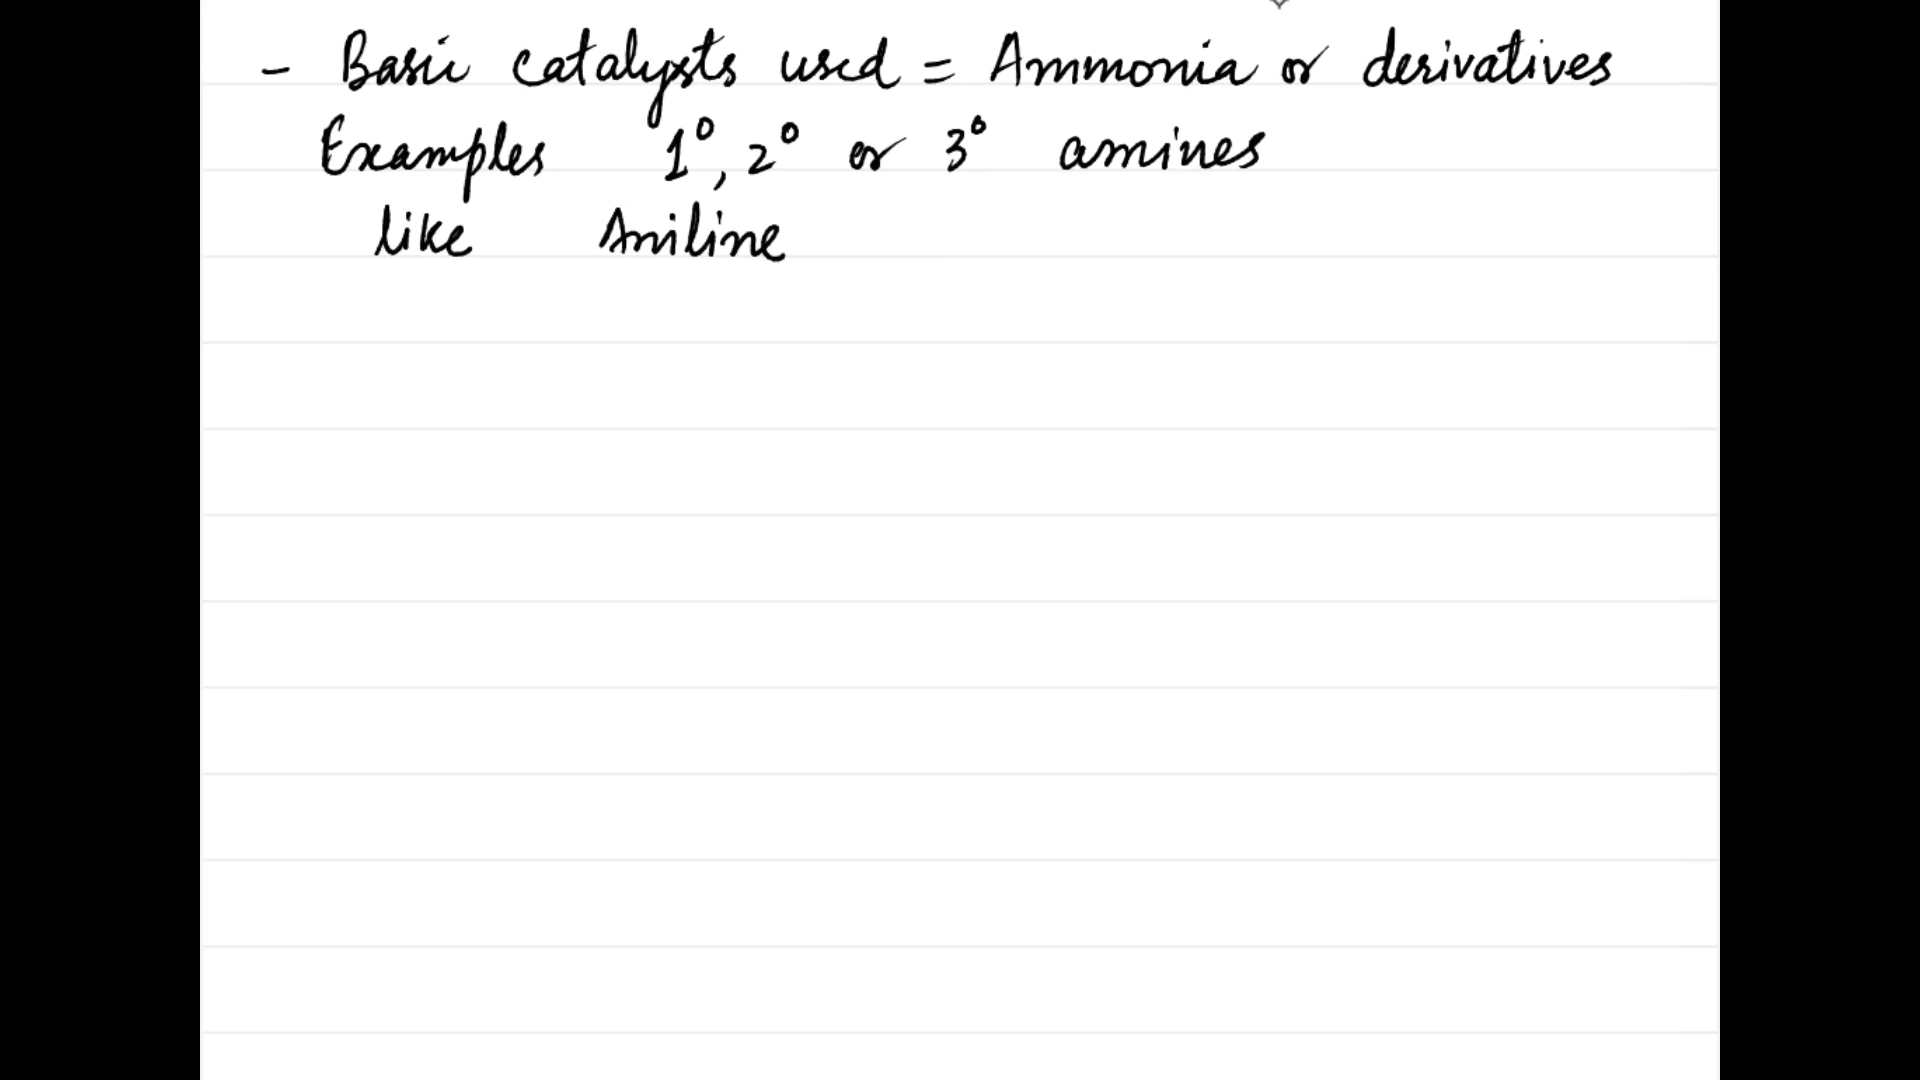 - Basic catalysts used = Ammonia or derivatives
Examples 1°, 2° or 3° amines
like Aniline